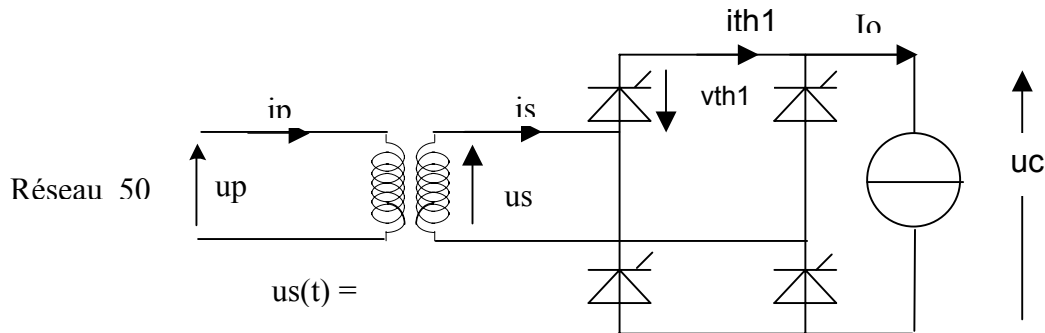 ith1
Io
ip
is
vth1
Réseau 50
up
us
uc
us(t) =